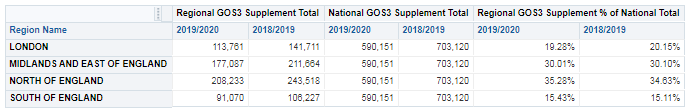 Regional GOS3 Supplement Total National GOS3 Supplement Total Regional GOS3 Supplement % of National Total
Region Name 2019/2020 2018/2019 2019/2020 2018/2019 2019/2020 2018/2019
LONDON 113,761 141,711 590,151 703,120 19.28% 20.15%
MIDLANDS AND EAST OF ENGLAND 177,087 211,664 590,151 703,120 30.01% 30.10%
NORTH OF ENGLAND 208,233 243,518 590,151 703,120 35.28% 34.63%
SOUTH OF ENGLAND 91,070 106,227 590,151 703,120 15.43% 15.11%